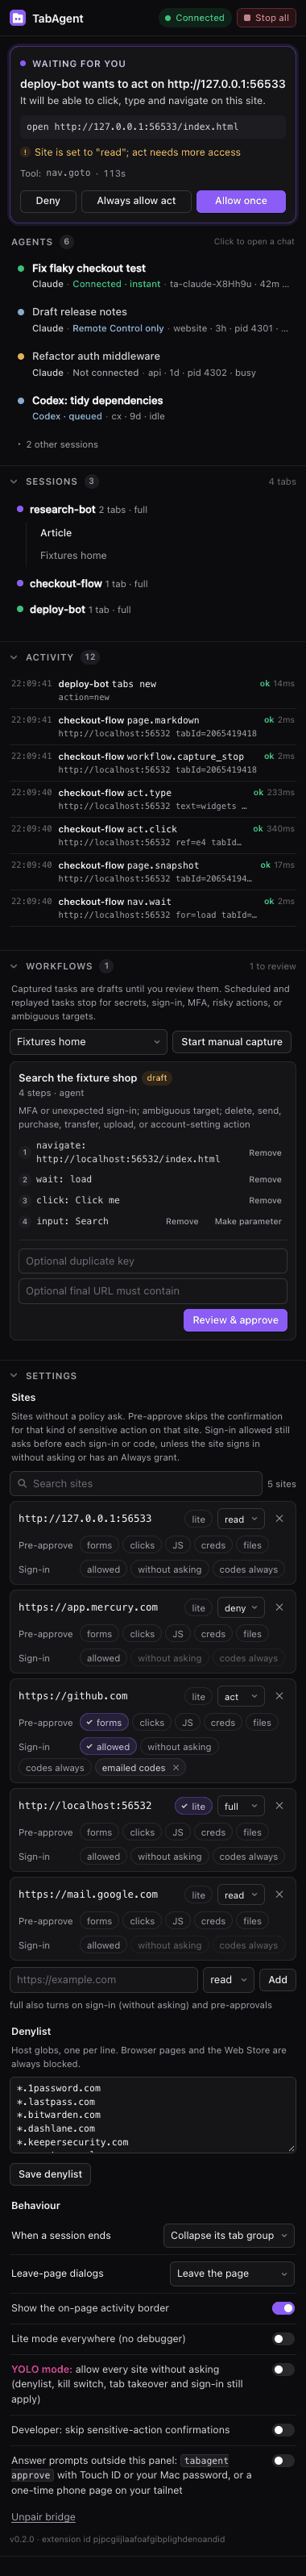 TabAgent
Connected
Stop all
WAITING FOR YOU
deploy-bot wants to act on http://127.0.0.1:56533
It will be able to click, type and navigate on this site.
open http://127.0.0.1:56533/index.html
Site is set to "read"; act needs more access
Tool: nav.goto · 113s
Deny
Always allow act
Allow once
AGENTS 6
Click to open a chat
Fix flaky checkout test
Claude · Connected · instant · ta-claude-X8Hh9u · 42m …
Draft release notes
Claude · Remote Control only · website · 3h · pid 4301 · …
Refactor auth middleware
Claude · Not connected · api · 1d · pid 4302 · busy
Codex: tidy dependencies
Codex · queued · cx · 9d · idle
2 other sessions
SESSIONS 3
4 tabs
research-bot 2 tabs · full
Article
Fixtures home
checkout-flow 1 tab · full
deploy-bot 1 tab · full
ACTIVITY 12
22:09:41 deploy-bot tabs new ok 14ms
action=new
22:09:41 checkout-flow page.markdown ok 2ms
http://localhost:56532 tabId=2065419418
22:09:41 checkout-flow workflow.capture_stop ok 2ms
http://localhost:56532 tabId=2065419418
22:09:40 checkout-flow act.type ok 233ms
http://localhost:56532 text=widgets …
22:09:40 checkout-flow act.click ok 340ms
http://localhost:56532 ref=e4 tabId…
22:09:40 checkout-flow page.snapshot ok 17ms
http://localhost:56532 tabId=20654194…
22:09:40 checkout-flow nav.wait ok 2ms
http://localhost:56532 for=load tabId=…
WORKFLOWS 1
1 to review
Captured tasks are drafts until you review them. Scheduled and
replayed tasks stop for secrets, sign-in, MFA, risky actions, or
ambiguous targets.
Fixtures home
Start manual capture
Search the fixture shop draft
4 steps · agent
MFA or unexpected sign-in; ambiguous target; delete, send,
purchase, transfer, upload, or account-setting action
1 navigate:
http://localhost:56532/index.html Remove
2 wait: load Remove
3 click: Click me Remove
4 input: Search Remove Make parameter
Optional duplicate key
Optional final URL must contain
Review & approve
SETTINGS
Sites
Sites without a policy ask. Pre-approve skips the confirmation
for that kind of sensitive action on that site. Sign-in allowed still
asks before each sign-in or code, unless the site signs in
without asking or has an Always grant.
Search sites
5 sites
http://127.0.0.1:56533 lite read
Pre-approve forms clicks JS creds files
Sign-in allowed without asking codes always
https://app.mercury.com lite deny
Pre-approve forms clicks JS creds files
Sign-in allowed without asking codes always
https://github.com lite act
Pre-approve forms clicks JS creds files
Sign-in allowed without asking
codes always emailed codes
http://localhost:56532 lite full
Pre-approve forms clicks JS creds files
Sign-in allowed without asking codes always
https://mail.google.com lite read
Pre-approve forms clicks JS creds files
Sign-in allowed without asking codes always
https://example.com read Add
full also turns on sign-in (without asking) and pre-approvals
Denylist
Host globs, one per line. Browser pages and the Web Store are
always blocked.
*.1password.com
*.lastpass.com
*.bitwarden.com
*.dashlane.com
*.keepersecurity.com
Save denylist
Behaviour
When a session ends Collapse its tab group
Leave-page dialogs Leave the page
Show the on-page activity border
Lite mode everywhere (no debugger)
YOLO mode: allow every site without asking
(denylist, kill switch, tab takeover and sign-in still
apply)
Developer: skip sensitive-action confirmations
Answer prompts outside this panel: tabagent
approve with Touch ID or your Mac password, or a
one-time phone page on your tailnet
Unpair bridge
v0.2.0 · extension id pjpcgiijlaafoafgibplighdenoandid